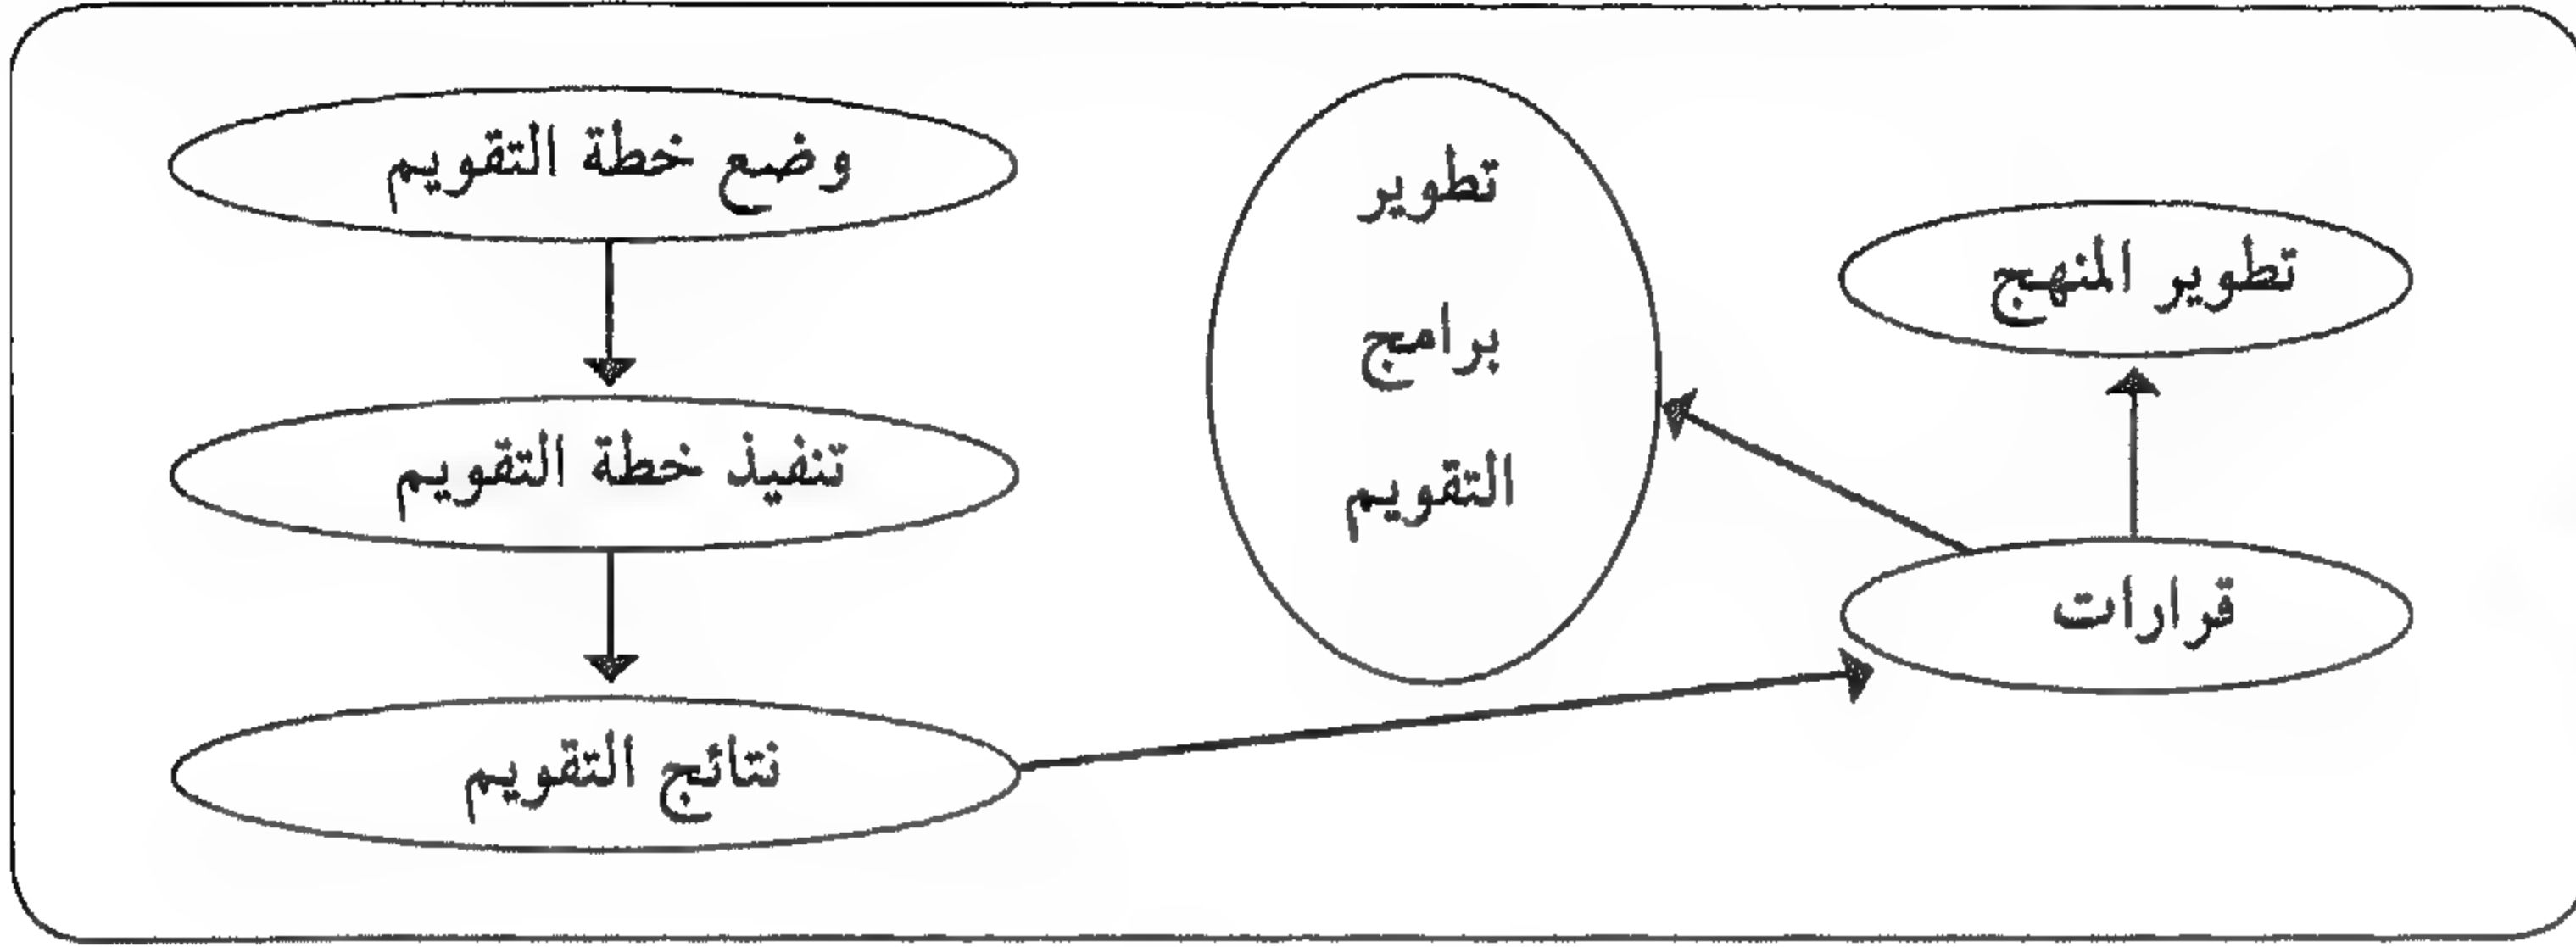 وضع خطة التقويم
تنفيذ خطة التقويم
نتائج التقويم
تطوير
برامج
التقويم
تطوير المنهج
قرارات